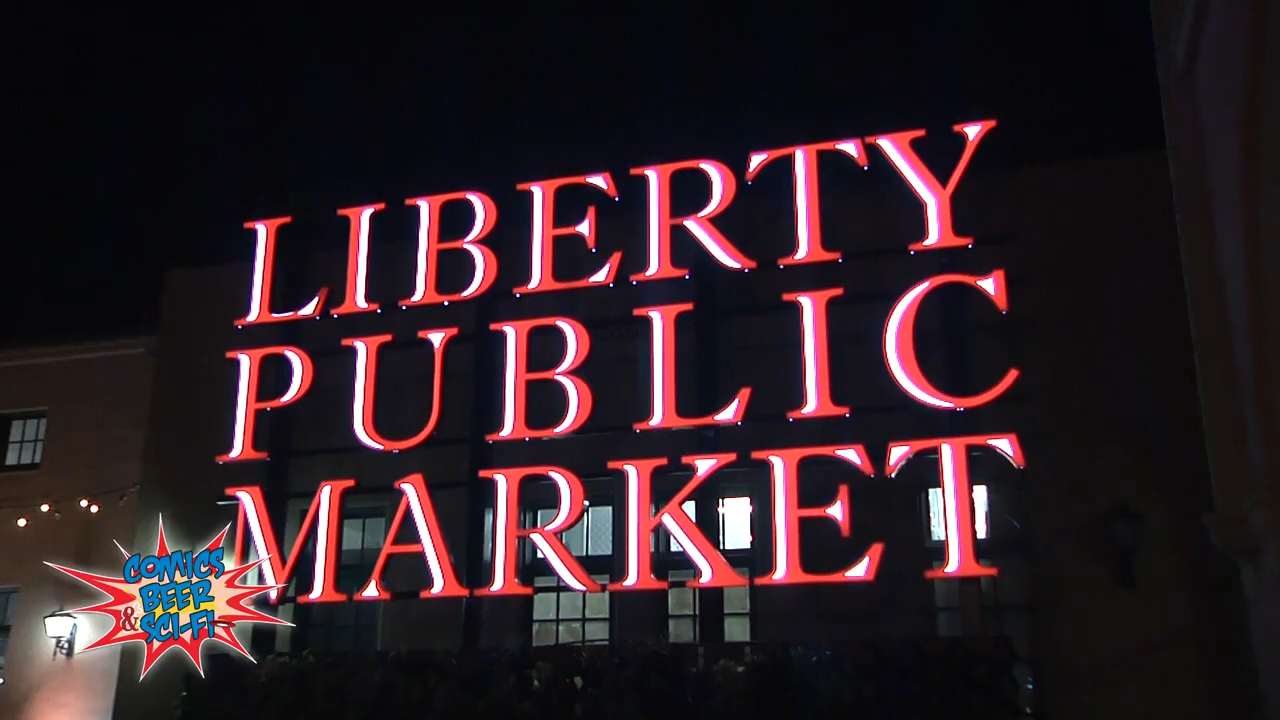 LIBERTY
PUBLIC
MARKET
COMICS
BEER
& SCI-FI